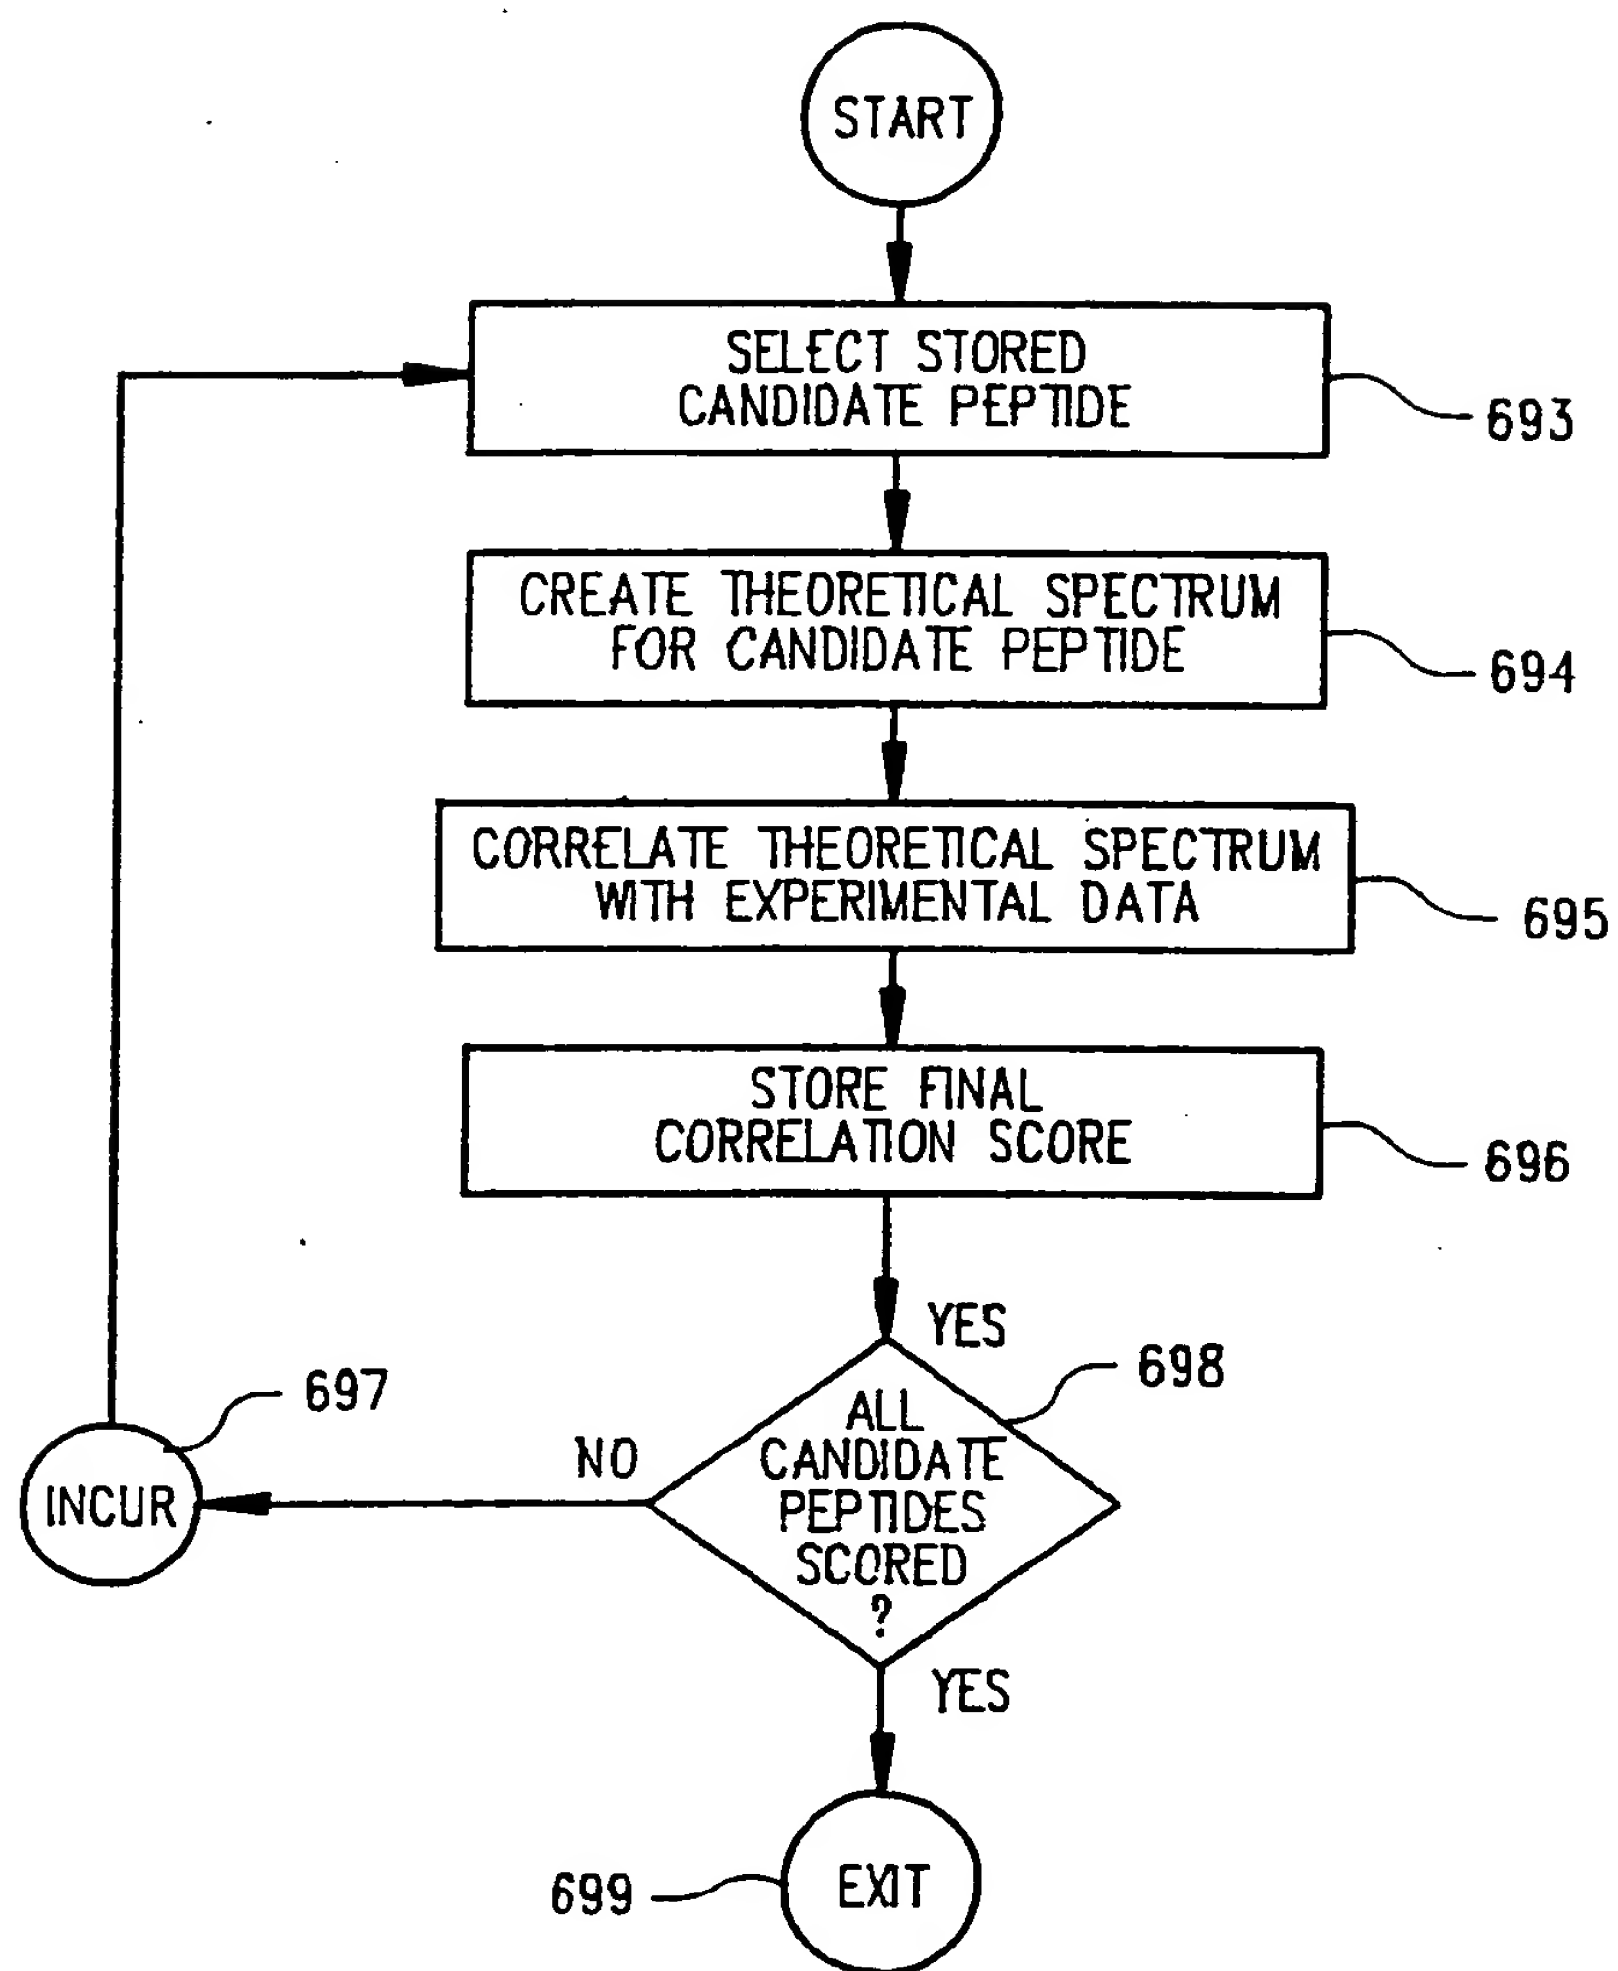 START
SELECT STORED
CANDIDATE PEPTIDE
693
CREATE THEORETICAL SPECTRUM
FOR CANDIDATE PEPTIDE
694
CORRELATE THEORETICAL SPECTRUM
WITH EXPERIMENTAL DATA
695
STORE FINAL
CORRELATION SCORE
696
YES
698
697
ALL
NO
CANDIDATE
INCUR
PEPTIDES
SCORED
?
YES
699
EXIT